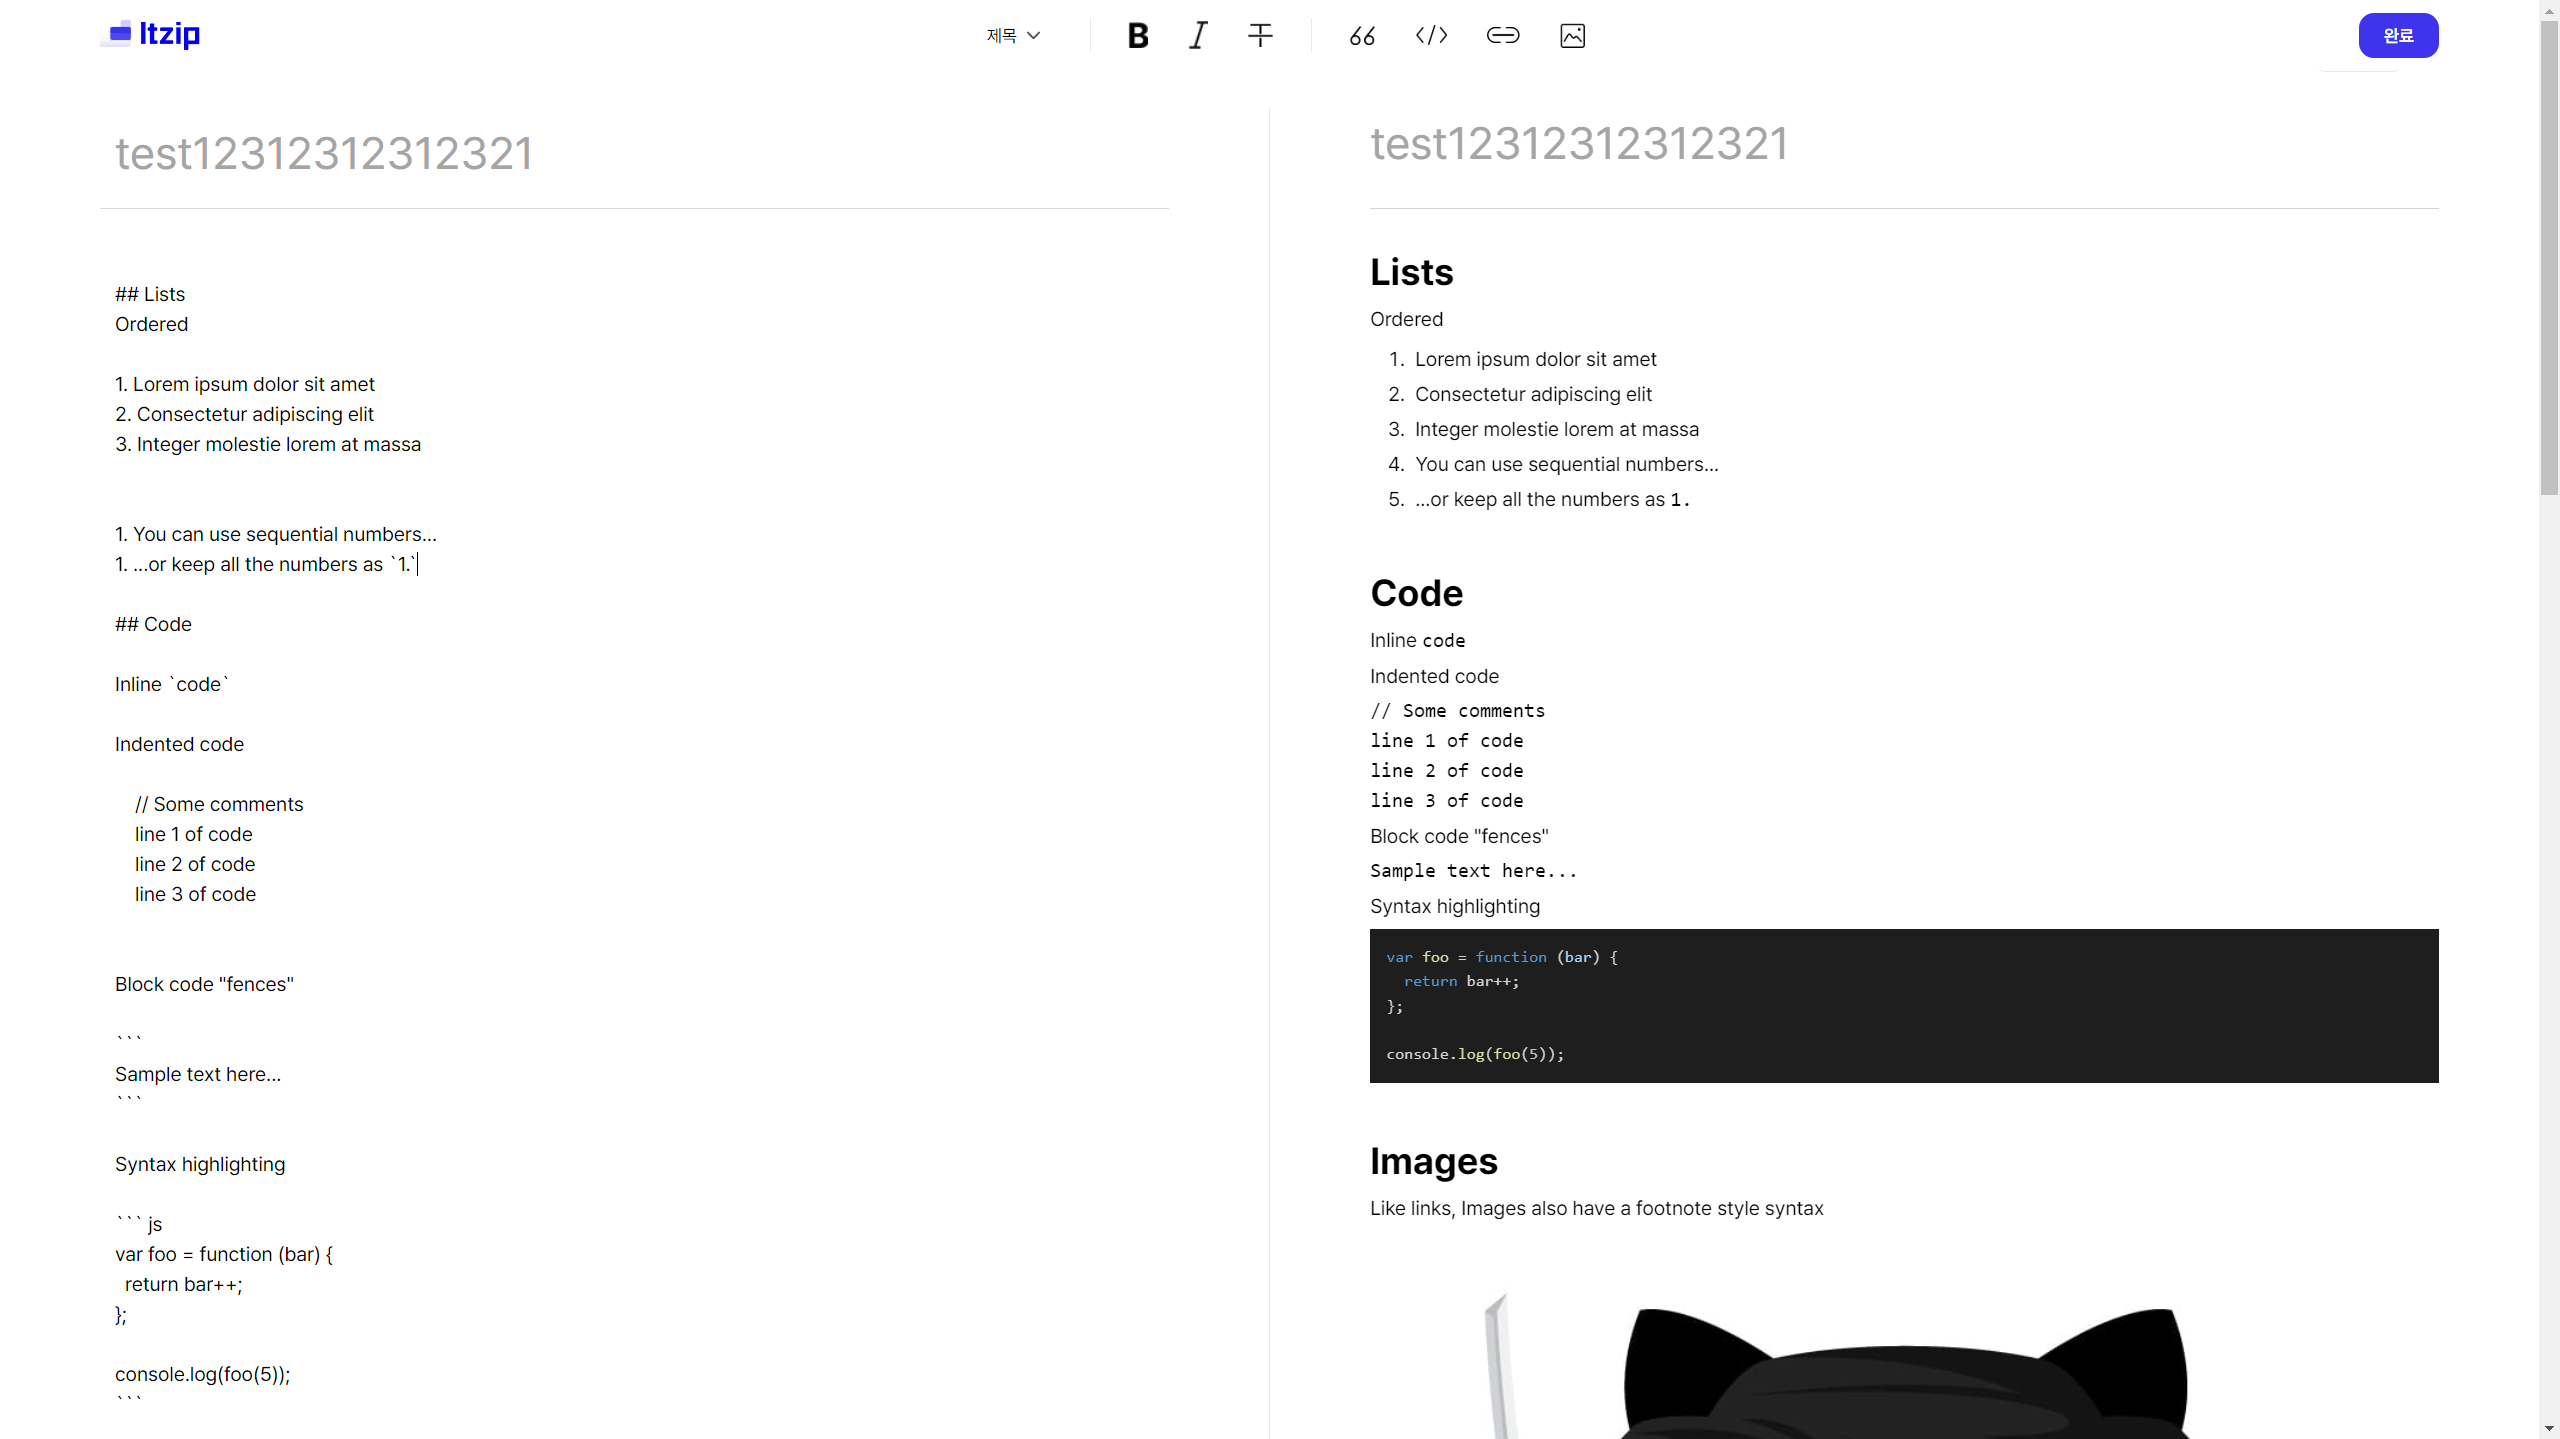 Itzip
제목
B I 干 66 </>
완료
test12312312312321
## Lists
Ordered
1. Lorem ipsum dolor sit amet
2. Consectetur adipiscing elit
3. Integer molestie lorem at massa
1. You can use sequential numbers...
1. ...or keep all the numbers as `1.`
## Code
Inline `code`
Indented code
// Some comments
line 1 of code
line 2 of code
line 3 of code
Block code "fences"
```
Sample text here...
```
Syntax highlighting
``` js
var foo = function (bar) {
  return bar++;
};
console.log(foo(5));
```
test12312312312321
Lists
Ordered
1. Lorem ipsum dolor sit amet
2. Consectetur adipiscing elit
3. Integer molestie lorem at massa
4. You can use sequential numbers...
5. ...or keep all the numbers as 1.
Code
Inline code
Indented code
// Some comments
line 1 of code
line 2 of code
line 3 of code
Block code "fences"
Sample text here...
Syntax highlighting
var foo = function (bar) {
  return bar++;
};
console.log(foo(5));
Images
Like links, Images also have a footnote style syntax